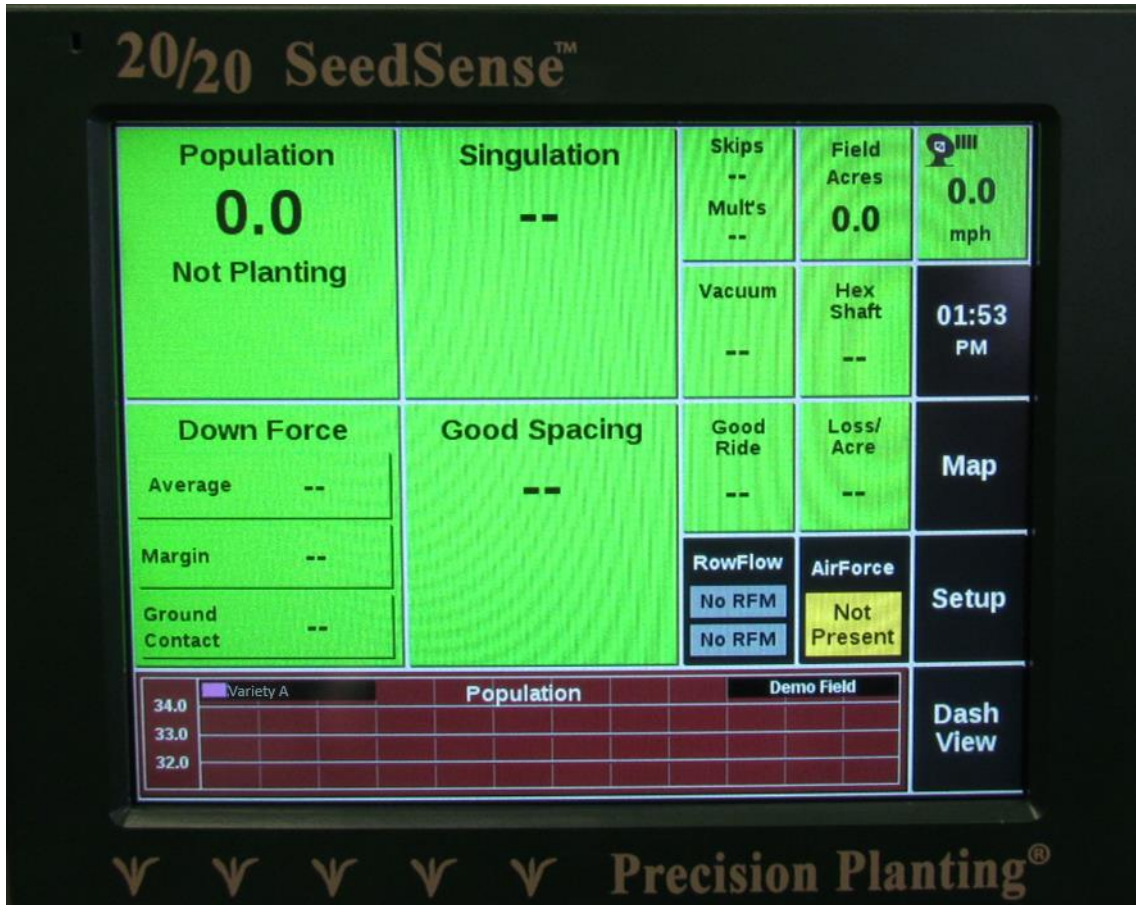 20/20 SeedSense™
Population
0.0
Not Planting
Singulation
--
Skips
--
Mult's
--
Field
Acres
0.0
0.0
mph
Vacuum
--
Hex
Shaft
--
01:53
PM
Down Force
Average --
Margin --
Ground
Contact --
Good Spacing
--
Good
Ride
--
Loss/
Acre
--
Map
RowFlow
No RFM
No RFM
AirForce
Not
Present
Setup
Variety A
Population
Demo Field
34.0
33.0
32.0
Dash
View
Precision Planting®